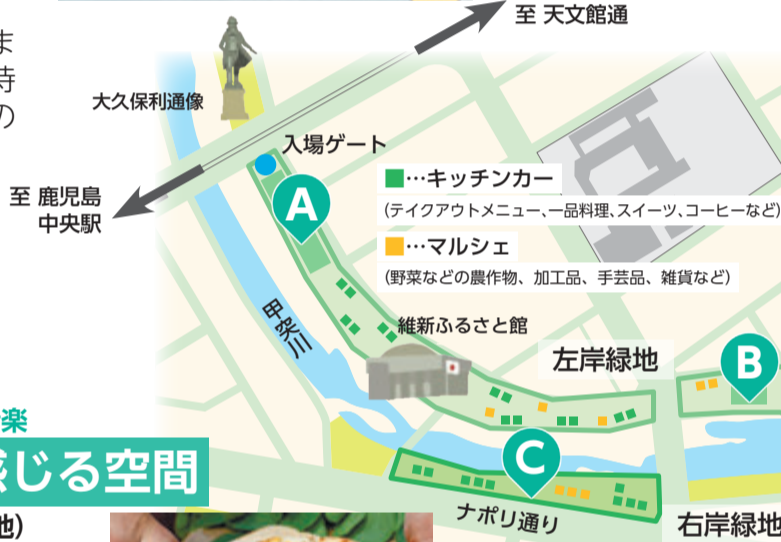 ま
時
の
至 天文館通
大久保利通像
入場ゲート
至 鹿児島
中央駅
A
■…キッチンカー
(テイクアウトメニュー、一品料理、スイーツ、コーヒーなど)
■…マルシェ
(野菜などの農作物、加工品、手芸品、雑貨など)
甲突川
維新ふるさと館
左岸緑地
B
楽
感じる空間
C
ナポリ通り
右岸緑地
他)